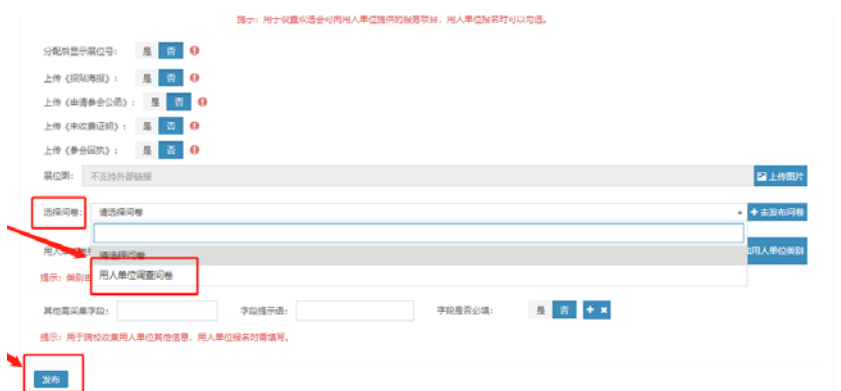 提示：用于设置双选会可向用人单位提供的服务项目，用人单位报名时可以勾选。
分配后显示展位号： 是 否
上传《招贴海报》： 是 否
上传《申请参会公函》： 是 否
上传《未收费证明》： 是 否
上传《参会回执》： 是 否
展位图： 不支持外部链接 上传图片
选择问卷： 请选择问卷 去发布问卷
用人单 请选择问卷 用人单位类别
提示：类别 用人单位调查问卷
其他需采集字段： 字段提示语： 字段是否必填： 是 否
提示：用于院校收集用人单位其他信息，用人单位报名时需填写。
发布